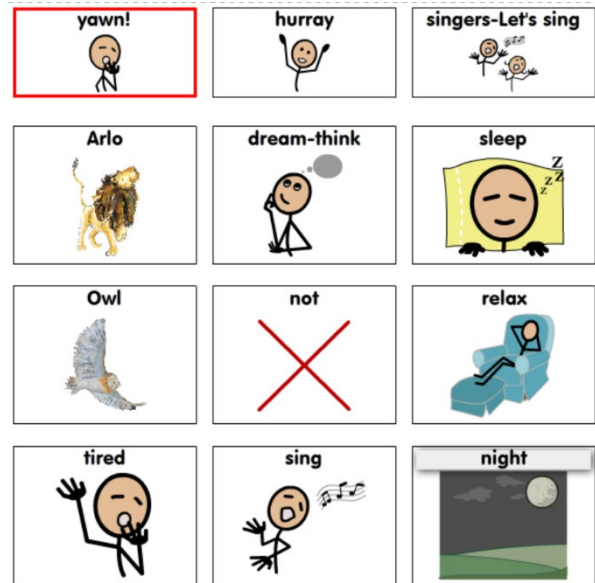 yawn!
hurray
singers-Let's sing
Arlo
dream-think
sleep
z z z
Owl
not
relax
tired
sing
night